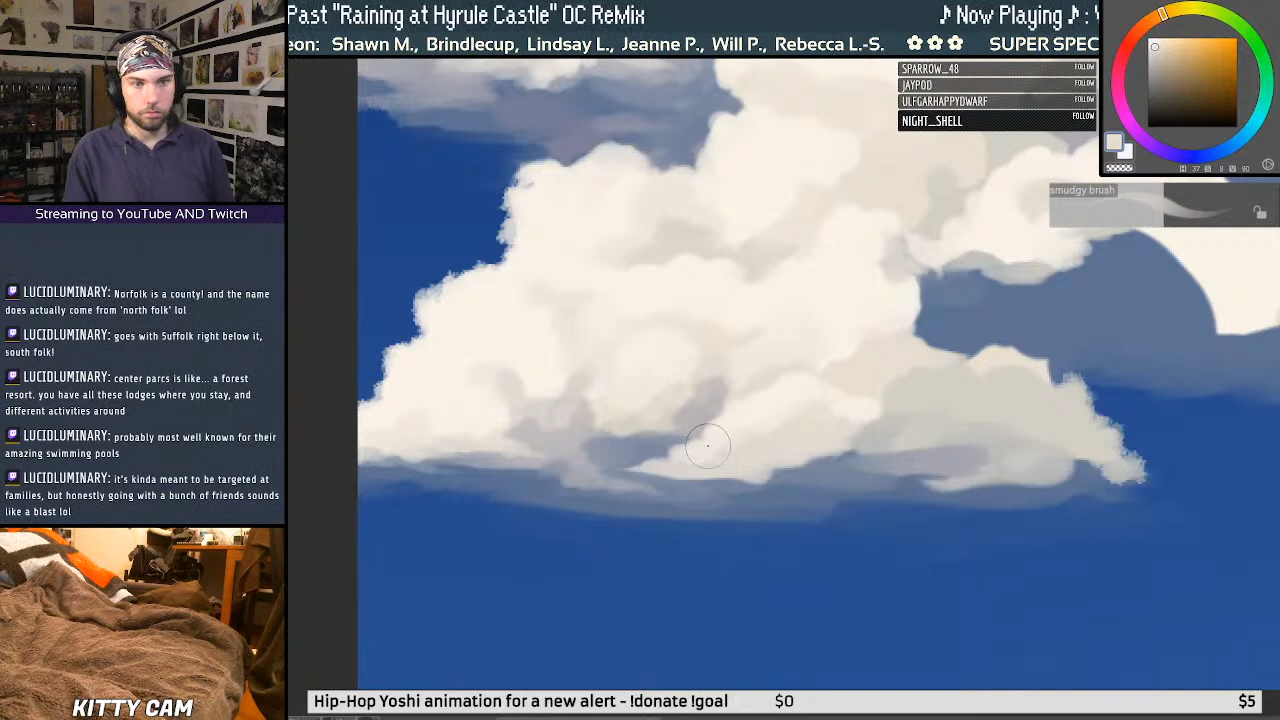 Past "Raining at Hyrule Castle" OC ReMix ♪ Now Playing ♪ :
eon: Shawn M., Brindlecup, Lindsay L., Jeanne P., Will P., Rebecca L.-S. ✿ ✿ ✿ SUPER SPEC
SPARROW_48 FOLLOW
JAYPOD FOLLOW
ULFGARHAPPYDWARF FOLLOW
NIGHT_SHELL FOLLOW
H 37 S 8 V 90
smudgy brush
Streaming to YouTube AND Twitch
LUCIDLUMINARY: Norfolk is a county! and the name
does actually come from 'north folk' lol
LUCIDLUMINARY: goes with Suffolk right below it,
south folk!
LUCIDLUMINARY: center parcs is like... a forest
resort. you have all these lodges where you stay, and
different activities around
LUCIDLUMINARY: probably most well known for their
amazing swimming pools
LUCIDLUMINARY: it's kinda meant to be targeted at
families, but honestly going with a bunch of friends sounds
like a blast lol
KITTY CAM
Hip-Hop Yoshi animation for a new alert - !donate !goal $0 $5